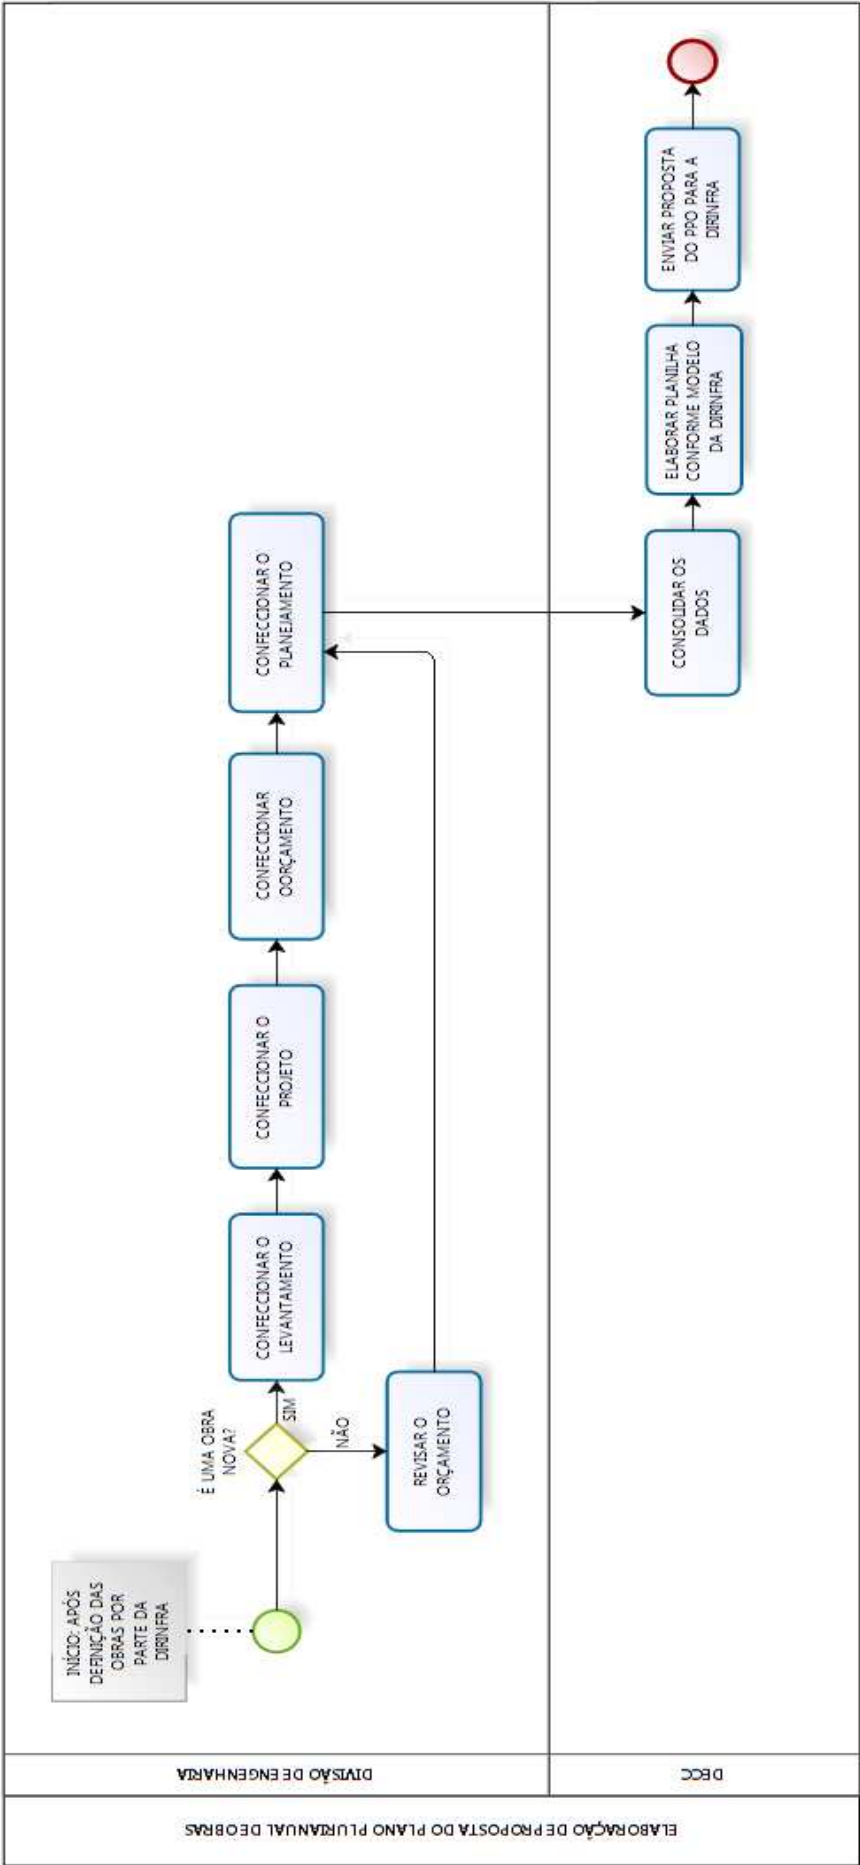 ELABORAÇÃO DE PROPOSTA DO PLANO PLURIANUAL DE OBRAS
DIVISÃO DE ENGENHARIA
INÍCIO: APÓS
DEFINIÇÃO DAS
OBRAS POR
PARTE DA
DIRINFRA
É UMA OBRA
NOVA?
SIM
NÃO
CONFECCIONAR O
LEVANTAMENTO
CONFECCIONAR O
PROJETO
CONFECCIONAR
OORÇAMENTO
CONFECCIONAR O
PLANEJAMENTO
REVISAR O
ORÇAMENTO
DECC
CONSOLIDAR OS
DADOS
ELABORAR PLANILHA
CONFORME MODELO
DA DIRINFRA
ENVIAR PROPOSTA
DO PPO PARA A
DIRINFRA